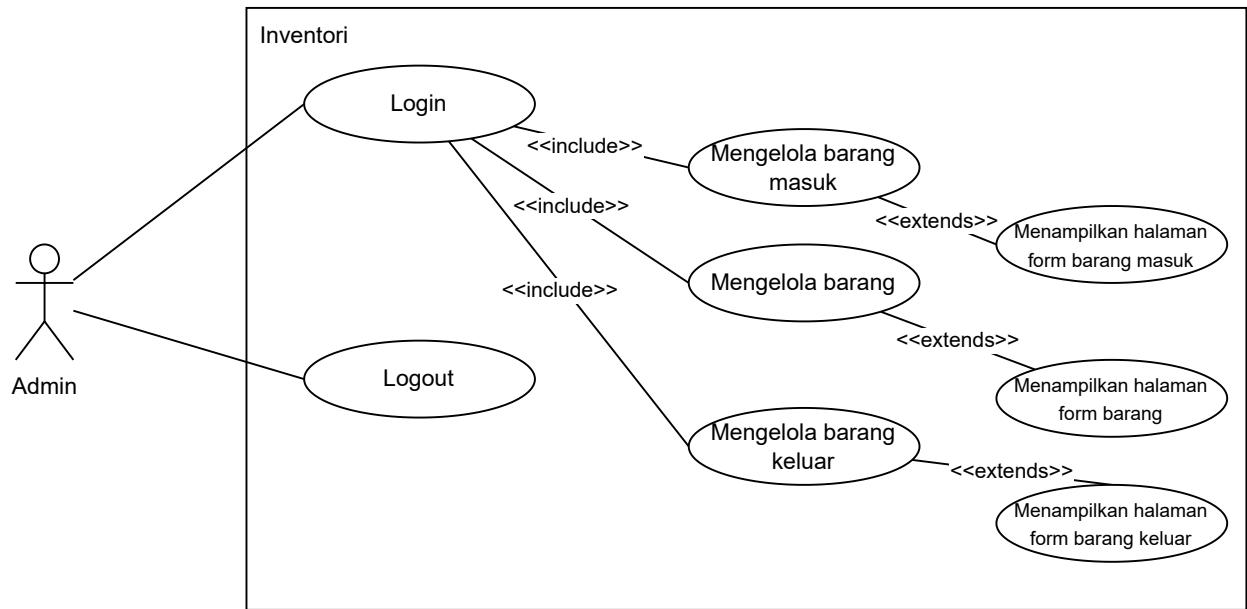 Inventori
Login
<<include>>
Mengelola barang
masuk
<<include>>
<<extends>>
Menampilkan halaman
form barang masuk
Mengelola barang
<<include>>
<<extends>>
Admin
Logout
Menampilkan halaman
form barang
Mengelola barang
keluar
<<extends>>
Menampilkan halaman
form barang keluar